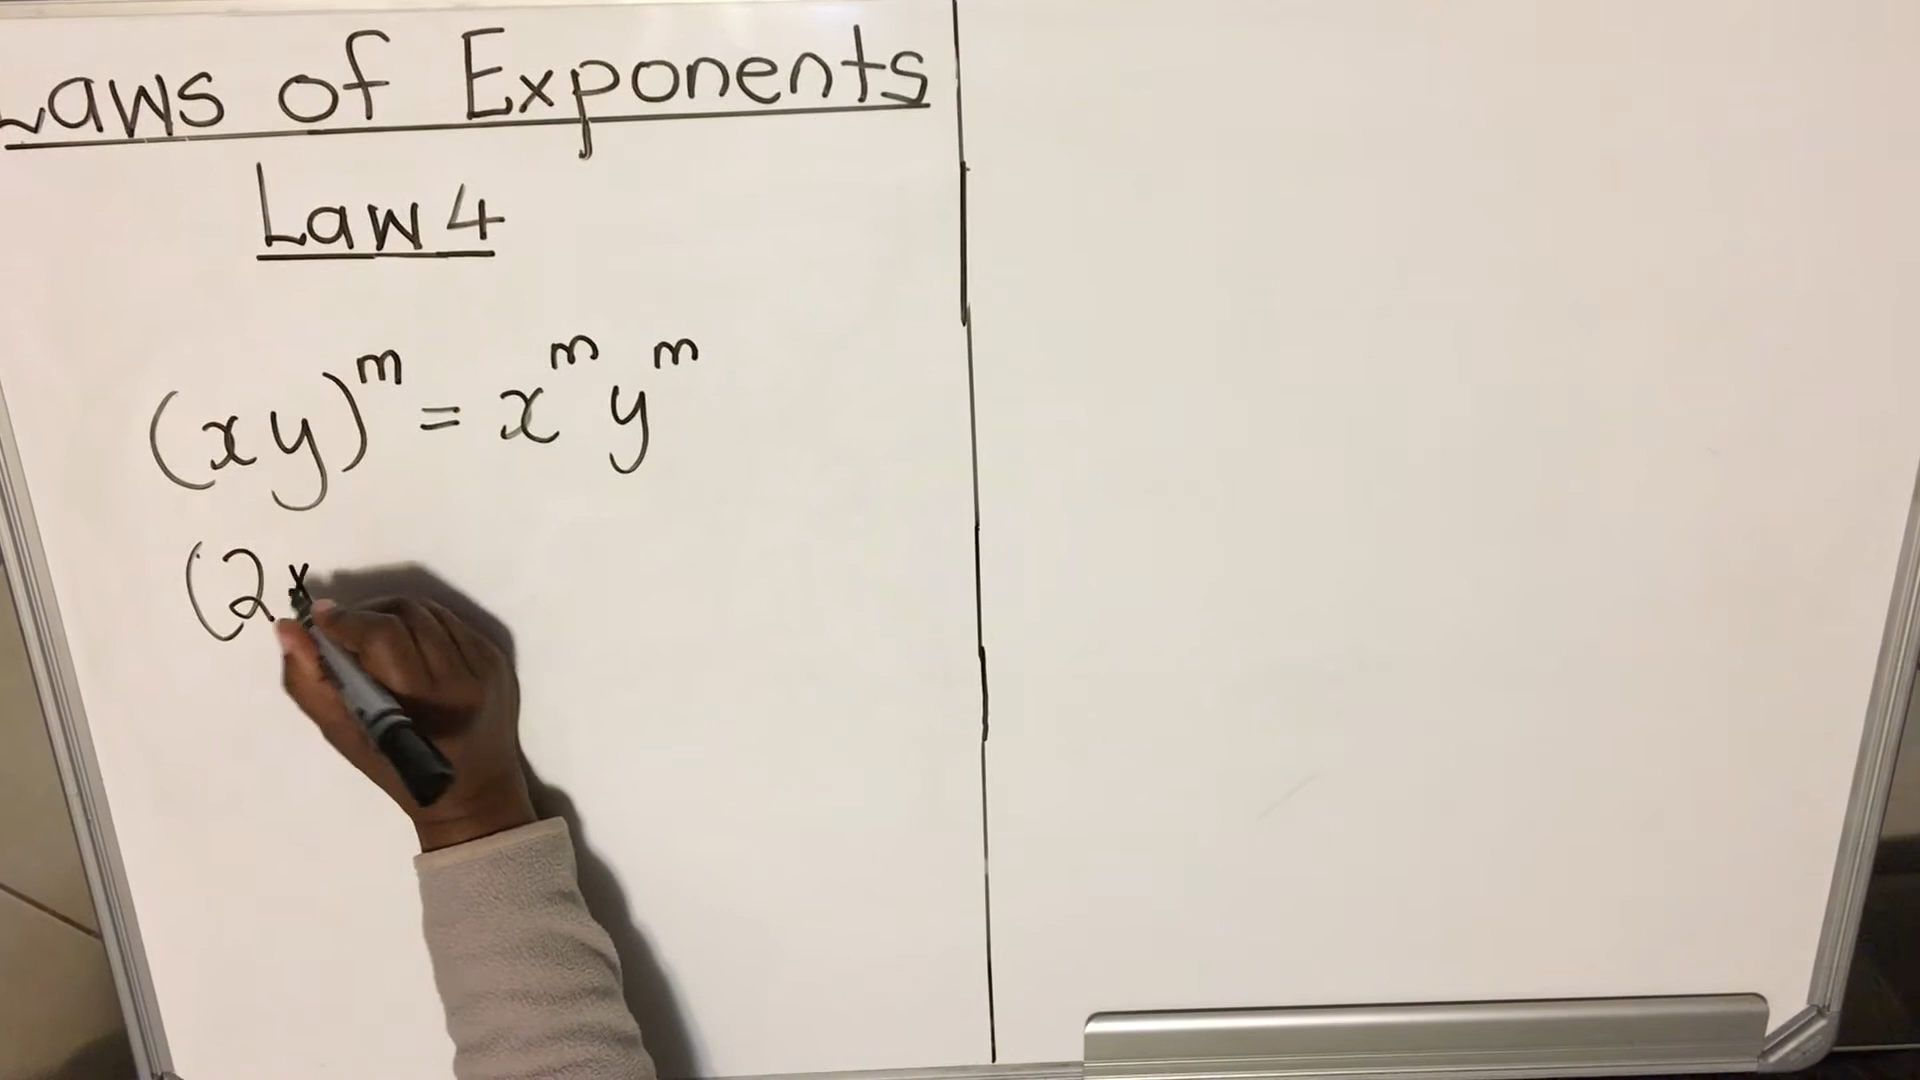 Laws of Exponents
Law 4
(xy)^m = x^m y^m
(2x